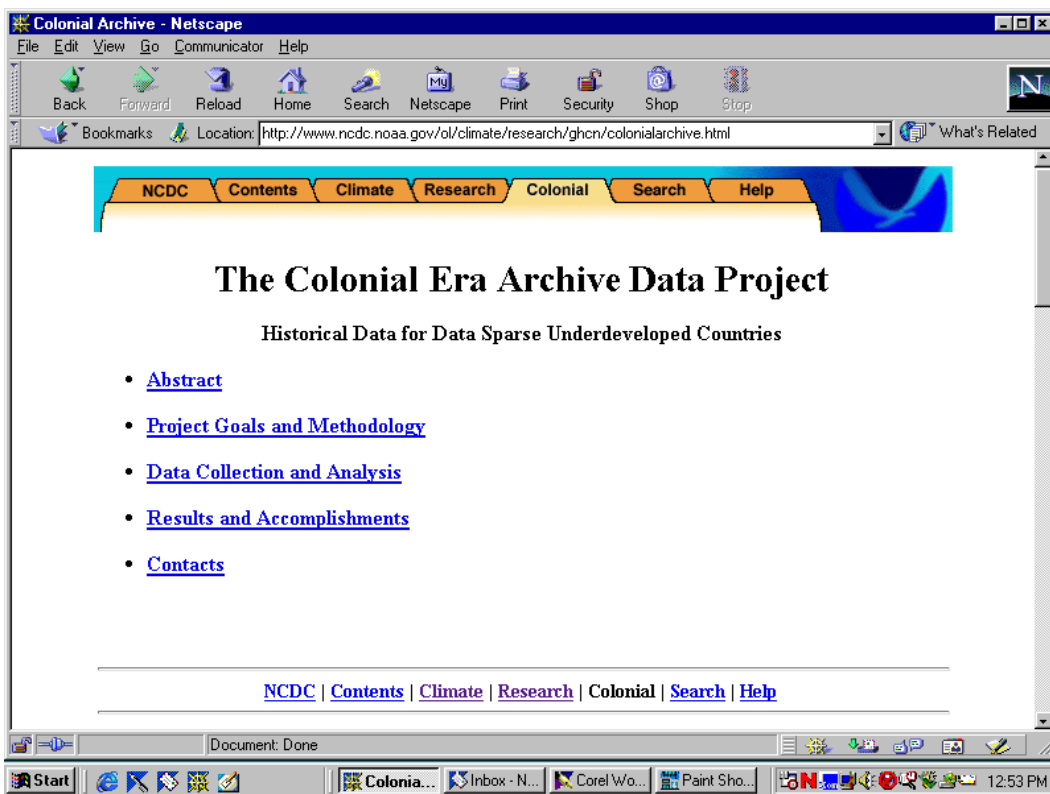 Colonial Archive - Netscape
File Edit View Go Communicator Help
My
N
Back Forward Reload Home Search Netscape Print Security Shop Stop
Bookmarks Location: http://www.ncdc.noaa.gov/ol/climate/research/ghcn/colonialarchive.html What's Related
NCDC Contents Climate Research Colonial Search Help
The Colonial Era Archive Data Project
Historical Data for Data Sparse Underdeveloped Countries
• Abstract
• Project Goals and Methodology
• Data Collection and Analysis
• Results and Accomplishments
• Contacts
NCDC | Contents | Climate | Research | Colonial | Search | Help
Document: Done
Start Colonia... Inbox - N... Corel Wo... Paint Sho... N 12:53 PM